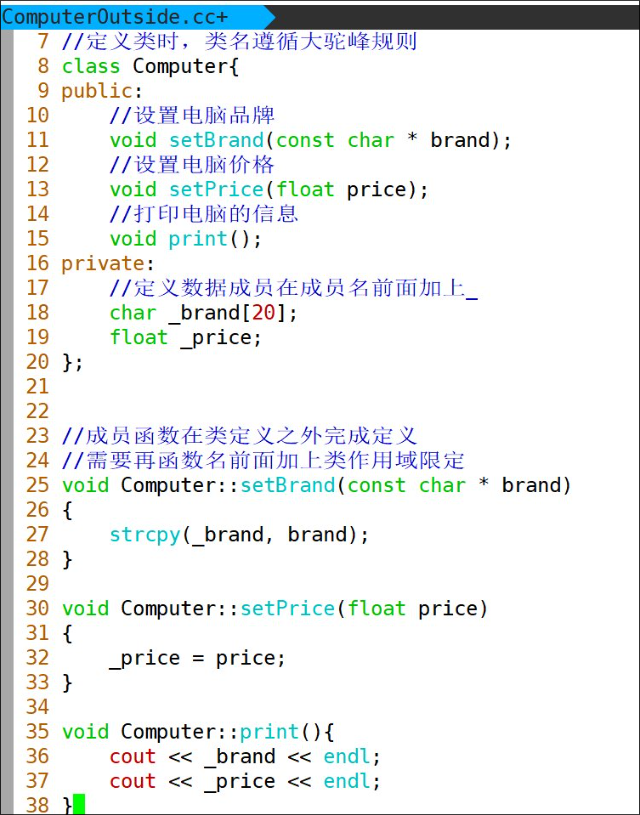 ComputerOutside.cc+
7 //定义类时，类名遵循大驼峰规则
8 class Computer{
9 public:
10     //设置电脑品牌
11     void setBrand(const char * brand);
12     //设置电脑价格
13     void setPrice(float price);
14     //打印电脑的信息
15     void print();
16 private:
17     //定义数据成员在成员名前面加上_
18     char _brand[20];
19     float _price;
20 };
21
22
23 //成员函数在类定义之外完成定义
24 //需要再函数名前面加上类作用域限定
25 void Computer::setBrand(const char * brand)
26 {
27     strcpy(_brand, brand);
28 }
29
30 void Computer::setPrice(float price)
31 {
32     _price = price;
33 }
34
35 void Computer::print(){
36     cout << _brand << endl;
37     cout << _price << endl;
38 }